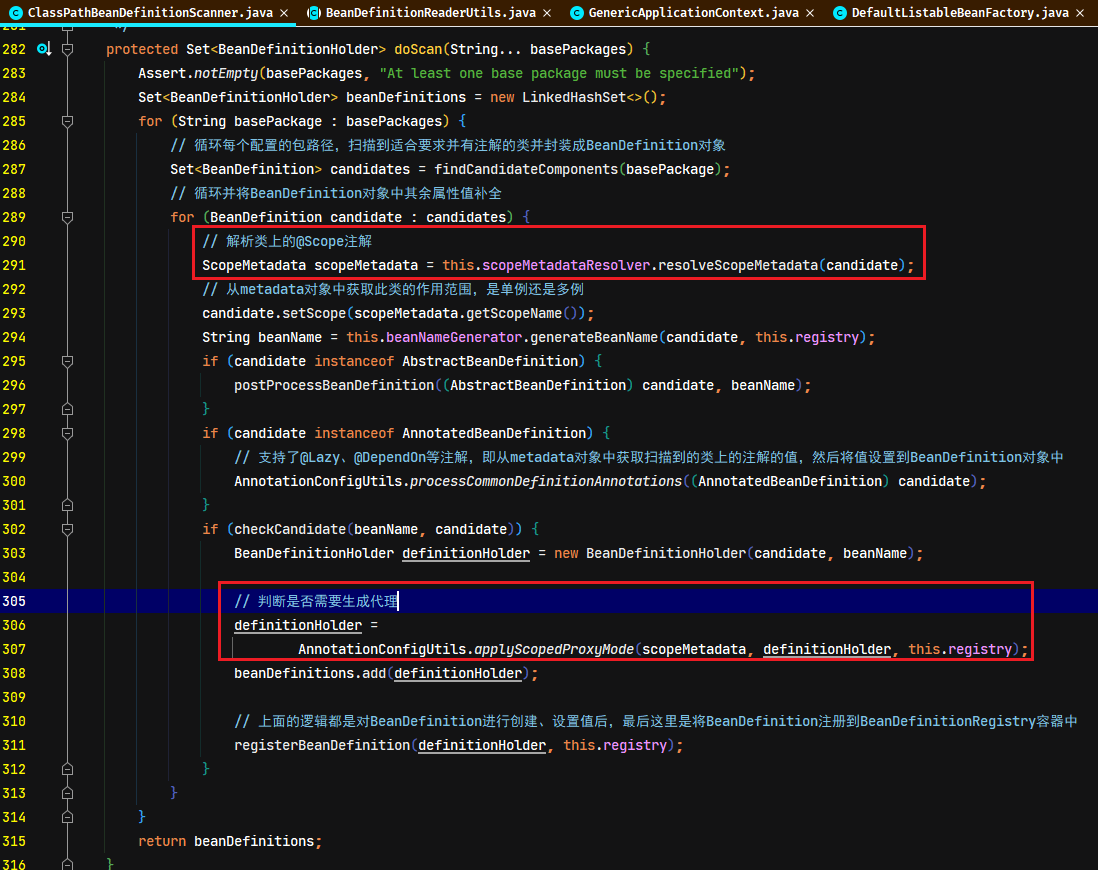 ClassPathBeanDefinitionScanner.java × BeanDefinitionReaderUtils.java × GenericApplicationContext.java × DefaultListableBeanFactory.java ×
282 protected Set<BeanDefinitionHolder> doScan(String... basePackages) {
283 Assert.notEmpty(basePackages, "At least one base package must be specified");
284 Set<BeanDefinitionHolder> beanDefinitions = new LinkedHashSet<>();
285 for (String basePackage : basePackages) {
286 // 循环每个配置的包路径，扫描到适合要求并有注解的类并封装成BeanDefinition对象
287 Set<BeanDefinition> candidates = findCandidateComponents(basePackage);
288 // 循环并将BeanDefinition对象中其余属性值补全
289 for (BeanDefinition candidate : candidates) {
290 // 解析类上的@Scope注解
291 ScopeMetadata scopeMetadata = this.scopeMetadataResolver.resolveScopeMetadata(candidate);
292 // 从metadata对象中获取此类的作用范围，是单例还是多例
293 candidate.setScope(scopeMetadata.getScopeName());
294 String beanName = this.beanNameGenerator.generateBeanName(candidate, this.registry);
295 if (candidate instanceof AbstractBeanDefinition) {
296 postProcessBeanDefinition((AbstractBeanDefinition) candidate, beanName);
297 }
298 if (candidate instanceof AnnotatedBeanDefinition) {
299 // 支持了@Lazy、@DependOn等注解，即从metadata对象中获取扫描到的类上的注解的值，然后将值设置到BeanDefinition对象中
300 AnnotationConfigUtils.processCommonDefinitionAnnotations((AnnotatedBeanDefinition) candidate);
301 }
302 if (checkCandidate(beanName, candidate)) {
303 BeanDefinitionHolder definitionHolder = new BeanDefinitionHolder(candidate, beanName);
304
305 // 判断是否需要生成代理
306 definitionHolder =
307 AnnotationConfigUtils.applyScopedProxyMode(scopeMetadata, definitionHolder, this.registry);
308 beanDefinitions.add(definitionHolder);
309
310 // 上面的逻辑都是对BeanDefinition进行创建、设置值后，最后这里是将BeanDefinition注册到BeanDefinitionRegistry容器中
311 registerBeanDefinition(definitionHolder, this.registry);
312 }
313 }
314 }
315 return beanDefinitions;
316 }